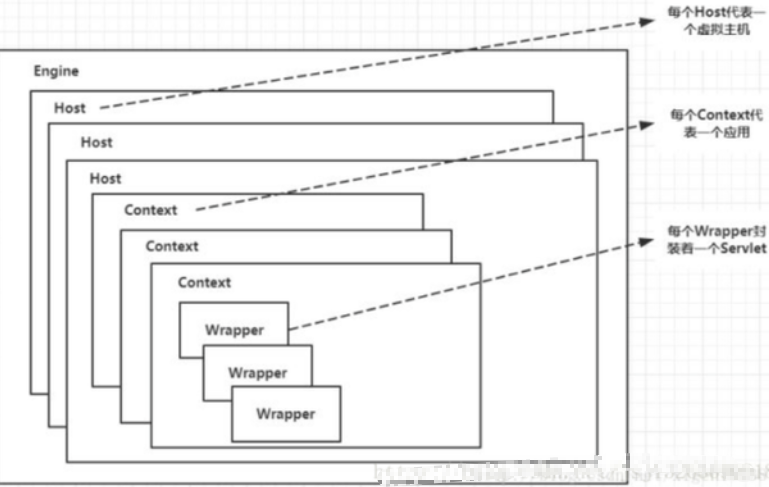 每个Host代表一
个虚拟主机
Engine
Host
Host
每个Context代
表一个应用
Host
Context
Context
每个Wrapper封
装着一个Servlet
Context
Wrapper
Wrapper
Wrapper